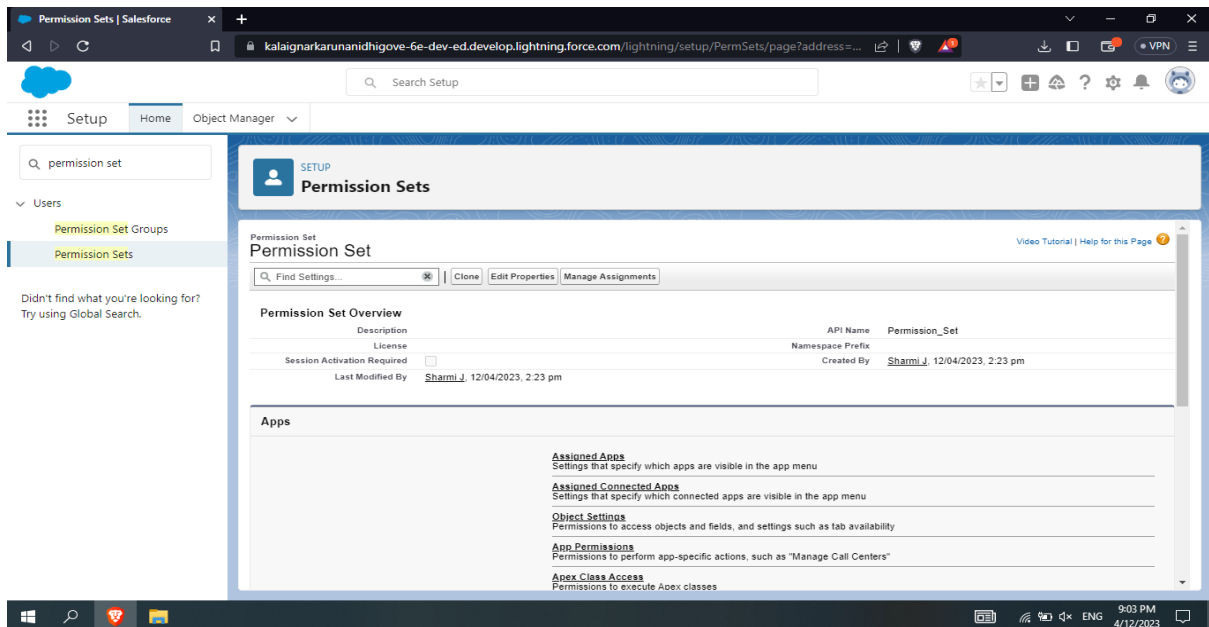 Permission Sets | Salesforce
kalaignarkarunanidhigove-6e-dev-ed.develop.lightning.force.com/lightning/setup/PermSets/page?address=...
VPN
Search Setup
Setup Home Object Manager
permission set
Users
Permission Set Groups
Permission Sets
Didn't find what you're looking for?
Try using Global Search.
SETUP
Permission Sets
Permission Set
Permission Set
Video Tutorial | Help for this Page
Find Settings... | Clone Edit Properties Manage Assignments
Permission Set Overview
Description API Name Permission_Set
License Namespace Prefix
Session Activation Required Created By Sharmi J, 12/04/2023, 2:23 pm
Last Modified By Sharmi J, 12/04/2023, 2:23 pm
Apps
Assigned Apps
Settings that specify which apps are visible in the app menu
Assigned Connected Apps
Settings that specify which connected apps are visible in the app menu
Object Settings
Permissions to access objects and fields, and settings such as tab availability
App Permissions
Permissions to perform app-specific actions, such as "Manage Call Centers"
Apex Class Access
Permissions to execute Apex classes
ENG
9:03 PM
4/12/2023